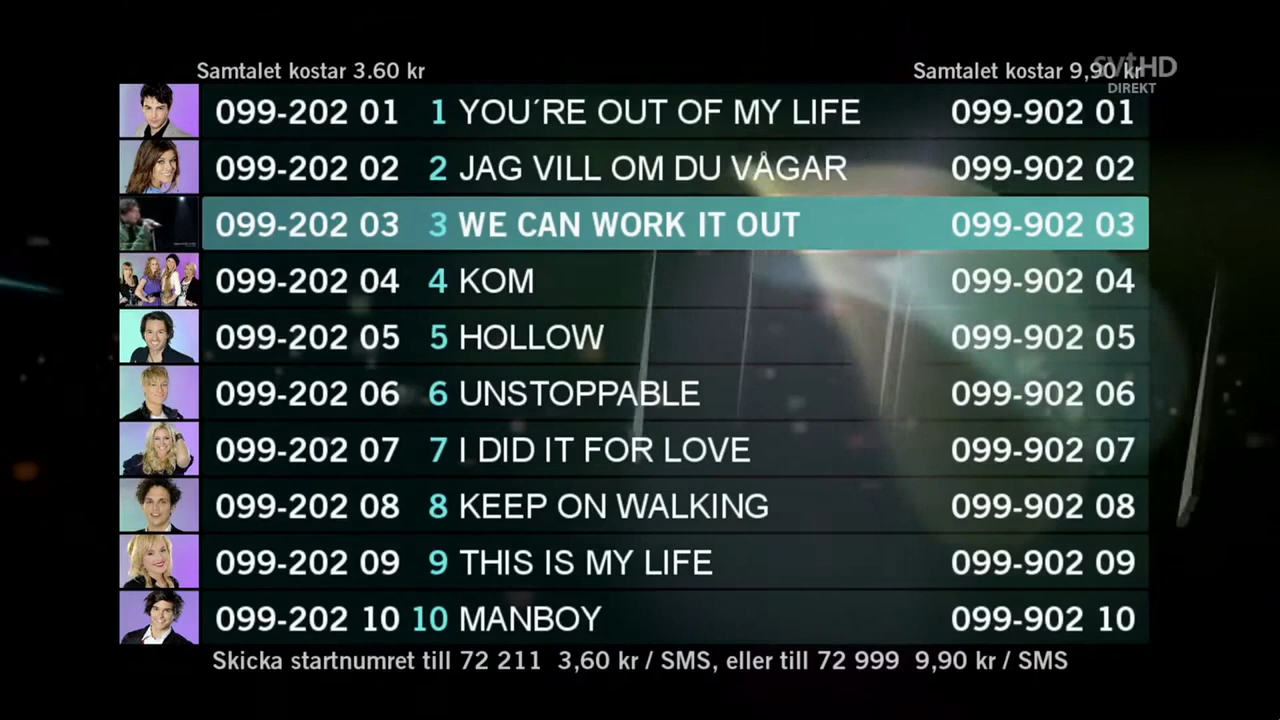 Samtalet kostar 3.60 kr Samtalet kostar 9,90 kr
svt HD
DIREKT
099-202 01 1 YOU´RE OUT OF MY LIFE 099-902 01
099-202 02 2 JAG VILL OM DU VÅGAR 099-902 02
099-202 03 3 WE CAN WORK IT OUT 099-902 03
099-202 04 4 KOM 099-902 04
099-202 05 5 HOLLOW 099-902 05
099-202 06 6 UNSTOPPABLE 099-902 06
099-202 07 7 I DID IT FOR LOVE 099-902 07
099-202 08 8 KEEP ON WALKING 099-902 08
099-202 09 9 THIS IS MY LIFE 099-902 09
099-202 10 10 MANBOY 099-902 10
Skicka startnumret till 72 211 3,60 kr / SMS, eller till 72 999 9,90 kr / SMS